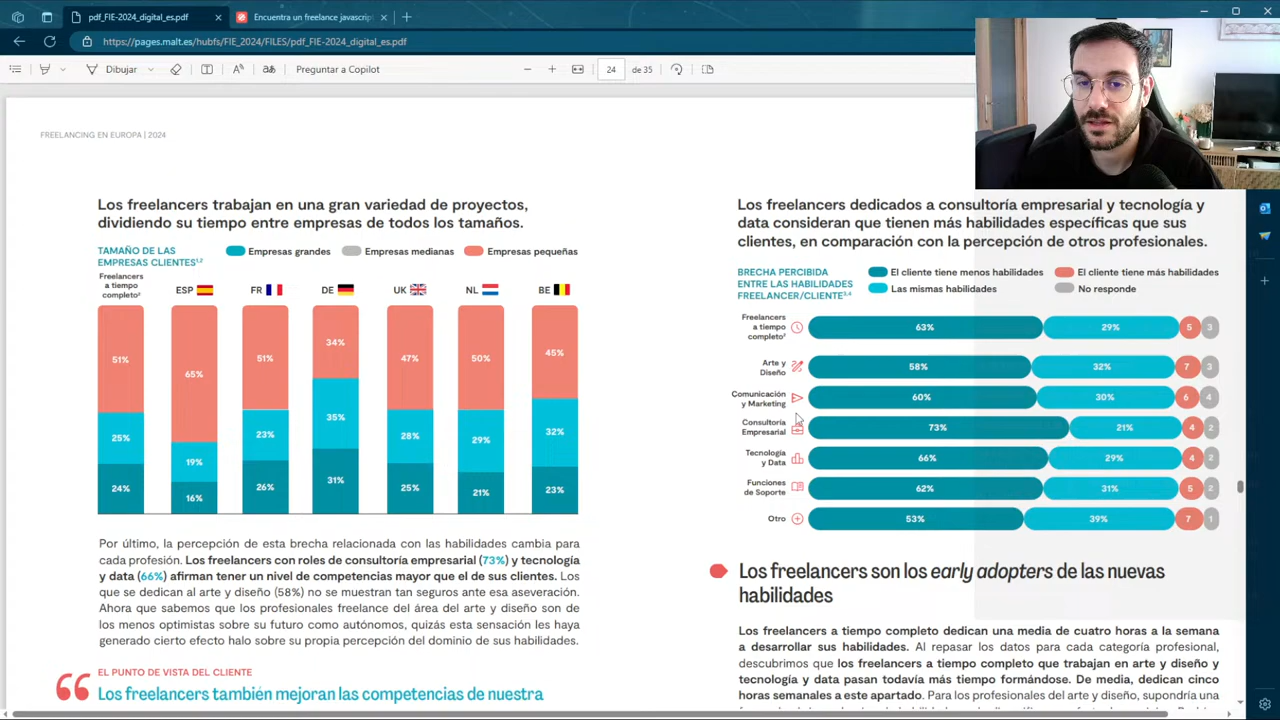 pdf_FIE-2024_digital_es.pdf
Encuentra un freelance javascrip
https://pages.malt.es/hubfs/FIE_2024/FILES/pdf_FIE-2024_digital_es.pdf
Dibujar
Preguntar a Copilot
24
de 35
FREELANCING EN EUROPA | 2024
Los freelancers trabajan en una gran variedad de proyectos,
dividiendo su tiempo entre empresas de todos los tamaños.
TAMAÑO DE LAS
EMPRESAS CLIENTES1,2
Empresas grandes
Empresas medianas
Empresas pequeñas
Freelancers
a tiempo
completo2
ESP
FR
DE
UK
NL
BE
51%
65%
51%
34%
47%
50%
45%
25%
19%
23%
35%
28%
29%
32%
24%
16%
26%
31%
25%
21%
23%
Por último, la percepción de esta brecha relacionada con las habilidades cambia para
cada profesión. Los freelancers con roles de consultoría empresarial (73%) y tecnología
y data (66%) afirman tener un nivel de competencias mayor que el de sus clientes. Los
que se dedican al arte y diseño (58%) no se muestran tan seguros ante esa aseveración.
Ahora que sabemos que los profesionales freelance del área del arte y diseño son de
los menos optimistas sobre su futuro como autónomos, quizás esta sensación les haya
generado cierto efecto halo sobre su propia percepción del dominio de sus habilidades.
EL PUNTO DE VISTA DEL CLIENTE
Los freelancers también mejoran las competencias de nuestra
Los freelancers dedicados a consultoría empresarial y tecnología y
data consideran que tienen más habilidades específicas que sus
clientes, en comparación con la percepción de otros profesionales.
BRECHA PERCIBIDA
ENTRE LAS HABILIDADES
FREELANCER/CLIENTE3,4
El cliente tiene menos habilidades
El cliente tiene más habilidades
Las mismas habilidades
No responde
Freelancers
a tiempo
completo2
63%
29%
5
3
Arte y
Diseño
58%
32%
7
3
Comunicación
y Marketing
60%
30%
6
4
Consultoría
Empresarial
73%
21%
4
2
Tecnología
y Data
66%
29%
4
2
Funciones
de Soporte
62%
31%
5
2
Otro
53%
39%
7
1
Los freelancers son los early adopters de las nuevas
habilidades
Los freelancers a tiempo completo dedican una media de cuatro horas a la semana
a desarrollar sus habilidades. Al repasar los datos para cada categoría profesional,
descubrimos que los freelancers a tiempo completo que trabajan en arte y diseño y
tecnología y data pasan todavía más tiempo formándose. De media, dedican cinco
horas semanales a este apartado. Para los profesionales del arte y diseño, supondría una